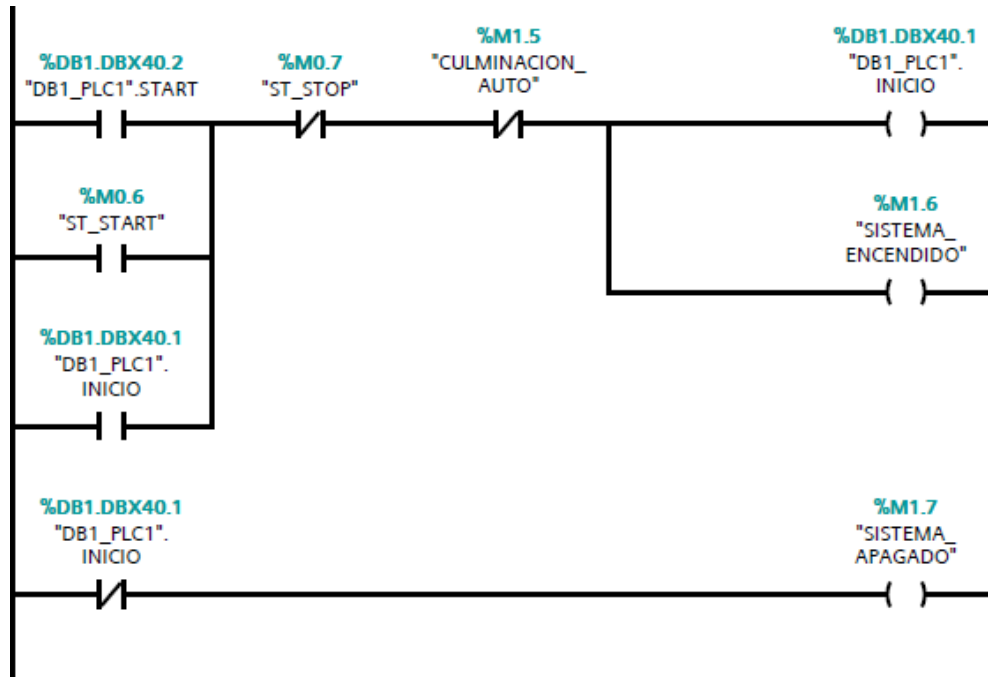 %DB1.DBX40.2
"DB1_PLC1".START
%M0.7
"ST_STOP"
%M1.5
"CULMINACION_
AUTO"
%DB1.DBX40.1
"DB1_PLC1".
INICIO
%M0.6
"ST_START"
%M1.6
"SISTEMA_
ENCENDIDO"
%DB1.DBX40.1
"DB1_PLC1".
INICIO
%DB1.DBX40.1
"DB1_PLC1".
INICIO
%M1.7
"SISTEMA_
APAGADO"